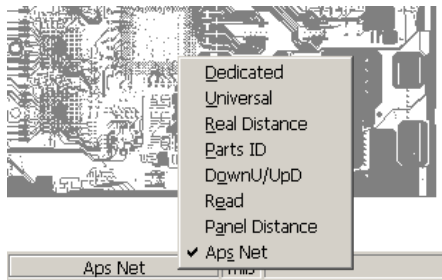 Dedicated
Universal
Real Distance
Parts ID
DownU/UpD
Read
Panel Distance
Aps Net
Aps Net